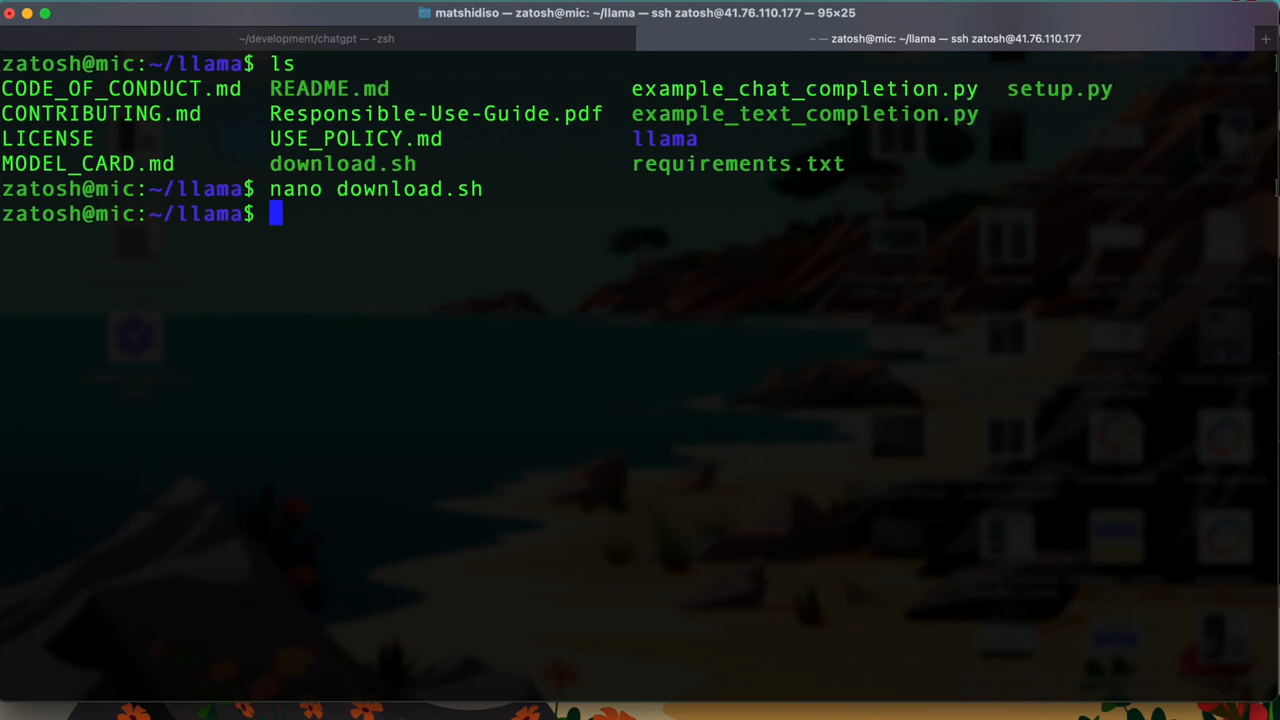 matshidiso — zatosh@mic: ~/llama — ssh zatosh@41.76.110.177 — 95×25
~/development/chatgpt — -zsh
~ — zatosh@mic: ~/llama — ssh zatosh@41.76.110.177
zatosh@mic:~/llama$ ls
CODE_OF_CONDUCT.md README.md example_chat_completion.py setup.py
CONTRIBUTING.md Responsible-Use-Guide.pdf example_text_completion.py
LICENSE USE_POLICY.md llama
MODEL_CARD.md download.sh requirements.txt
zatosh@mic:~/llama$ nano download.sh
zatosh@mic:~/llama$